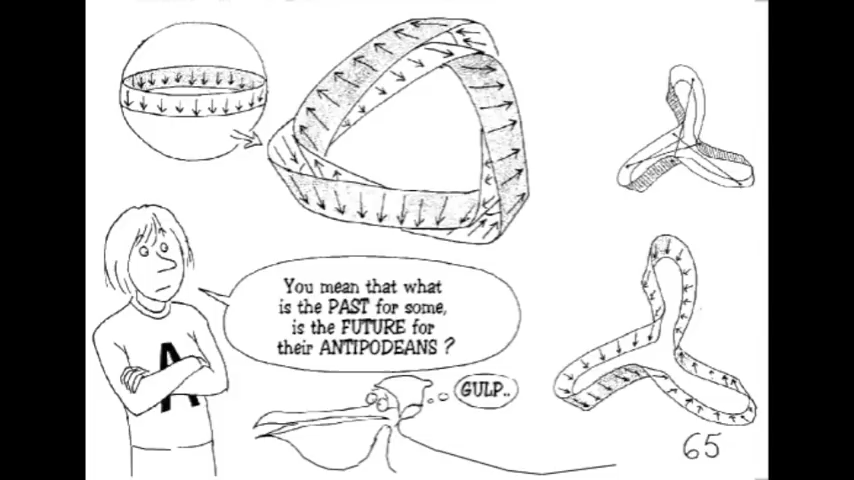 You mean that what
is the PAST for some,
is the FUTURE for
their ANTIPODEANS ?
GULP..
A
65